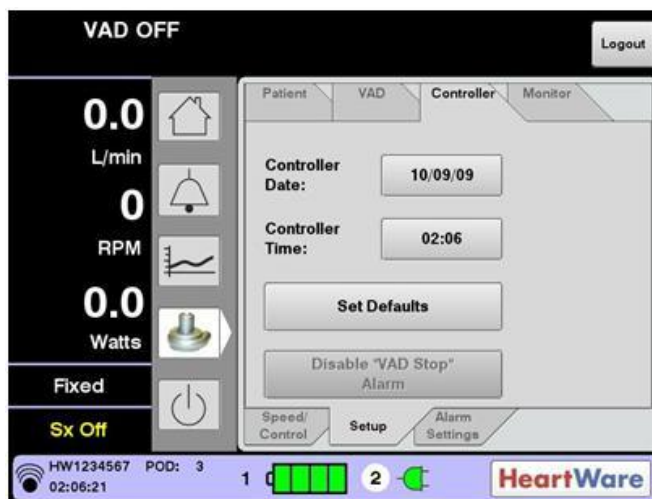 VAD OFF
Logout
0.0
L/min
0
RPM
0.0
Watts
Fixed
Sx Off
Patient
VAD
Controller
Monitor
Controller
Date:
10/09/09
Controller
Time:
02:06
Set Defaults
Disable "VAD Stop"
Alarm
Speed/
Control
Setup
Alarm
Settings
HW1234567 POD: 3
02:06:21
1
2
HeartWare